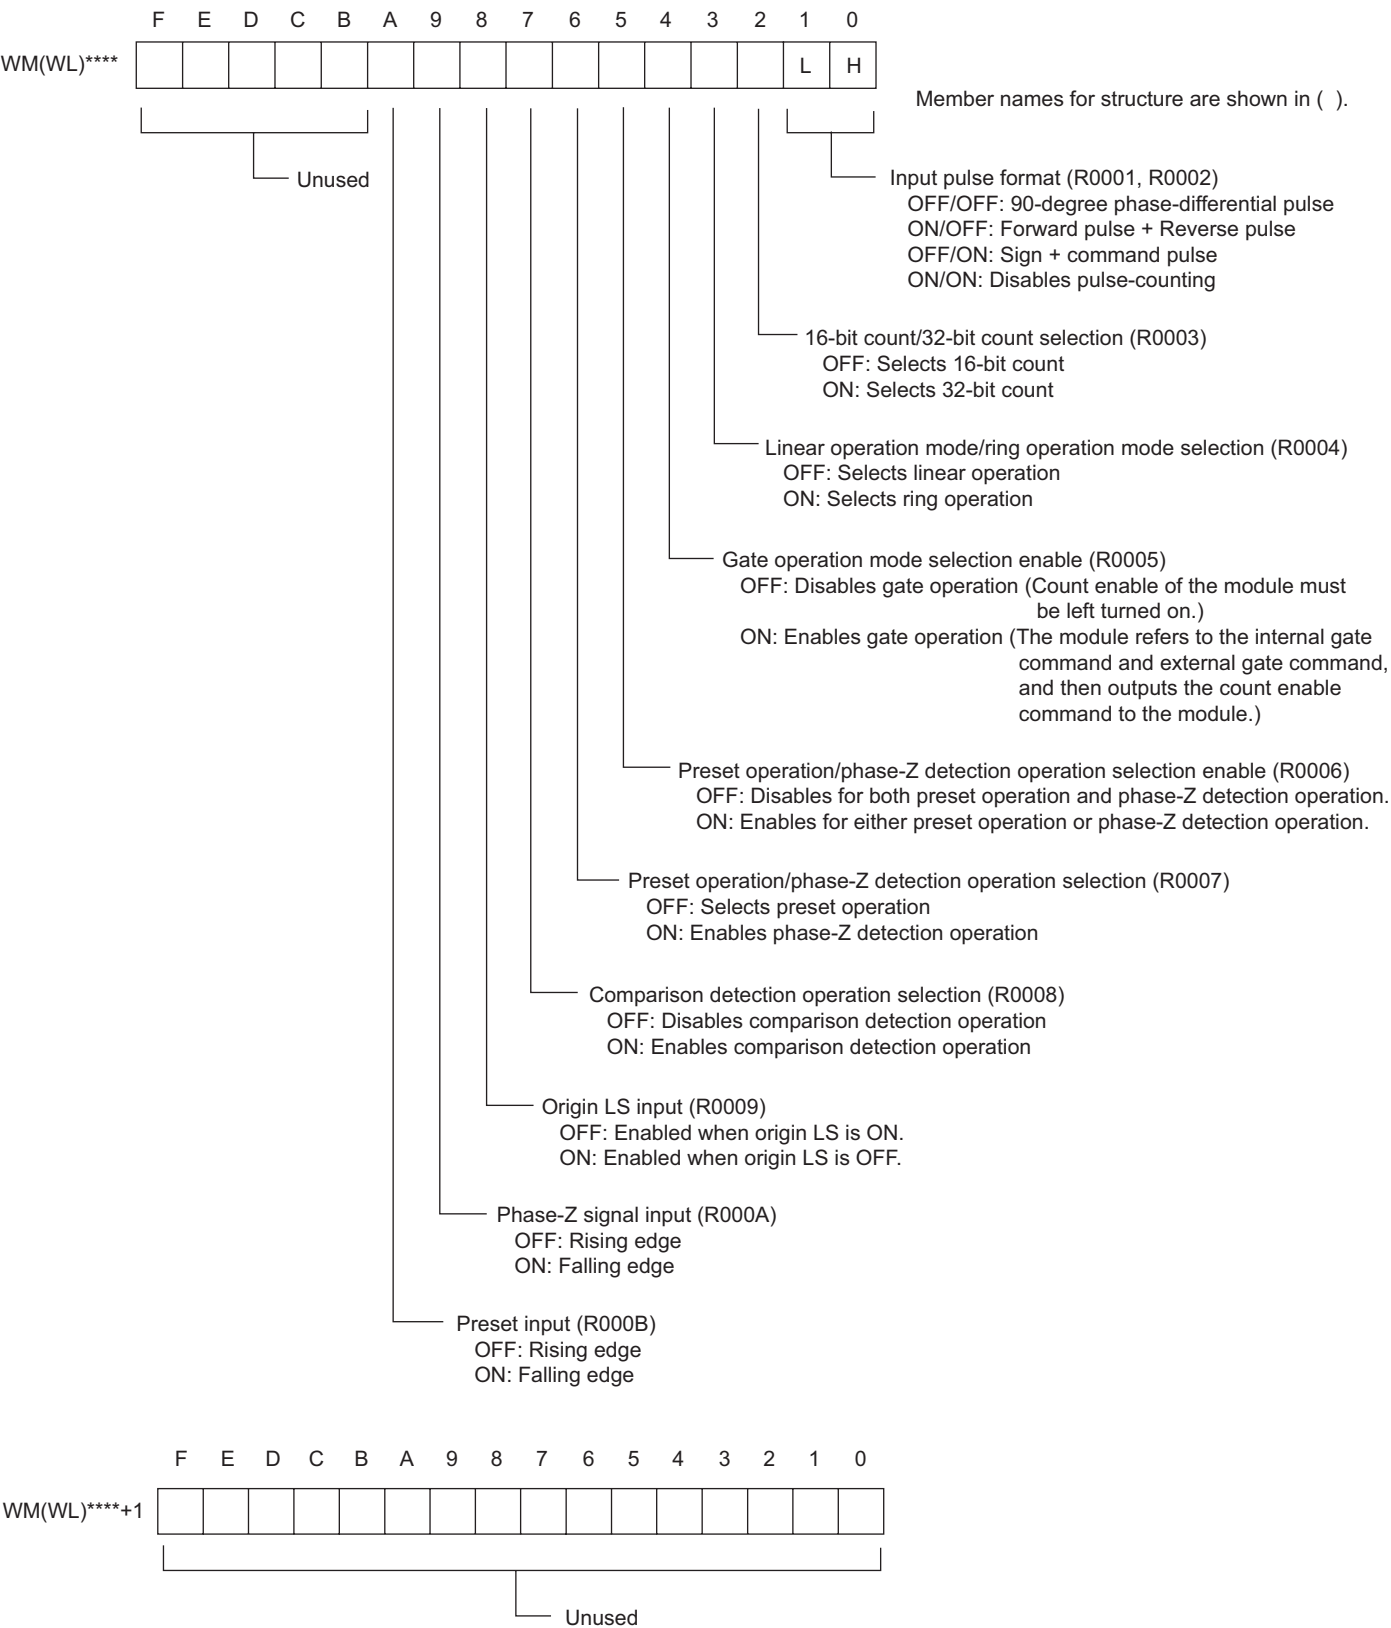 F E D C B A 9 8 7 6 5 4 3 2 1 0
WM(WL)****
L H
Member names for structure are shown in ( ).
Unused
Input pulse format (R0001, R0002)
OFF/OFF: 90-degree phase-differential pulse
ON/OFF: Forward pulse + Reverse pulse
OFF/ON: Sign + command pulse
ON/ON: Disables pulse-counting
16-bit count/32-bit count selection (R0003)
OFF: Selects 16-bit count
ON: Selects 32-bit count
Linear operation mode/ring operation mode selection (R0004)
OFF: Selects linear operation
ON: Selects ring operation
Gate operation mode selection enable (R0005)
OFF: Disables gate operation (Count enable of the module must
be left turned on.)
ON: Enables gate operation (The module refers to the internal gate
command and external gate command,
and then outputs the count enable
command to the module.)
Preset operation/phase-Z detection operation selection enable (R0006)
OFF: Disables for both preset operation and phase-Z detection operation.
ON: Enables for either preset operation or phase-Z detection operation.
Preset operation/phase-Z detection operation selection (R0007)
OFF: Selects preset operation
ON: Enables phase-Z detection operation
Comparison detection operation selection (R0008)
OFF: Disables comparison detection operation
ON: Enables comparison detection operation
Origin LS input (R0009)
OFF: Enabled when origin LS is ON.
ON: Enabled when origin LS is OFF.
Phase-Z signal input (R000A)
OFF: Rising edge
ON: Falling edge
Preset input (R000B)
OFF: Rising edge
ON: Falling edge
F E D C B A 9 8 7 6 5 4 3 2 1 0
WM(WL)****+1
Unused